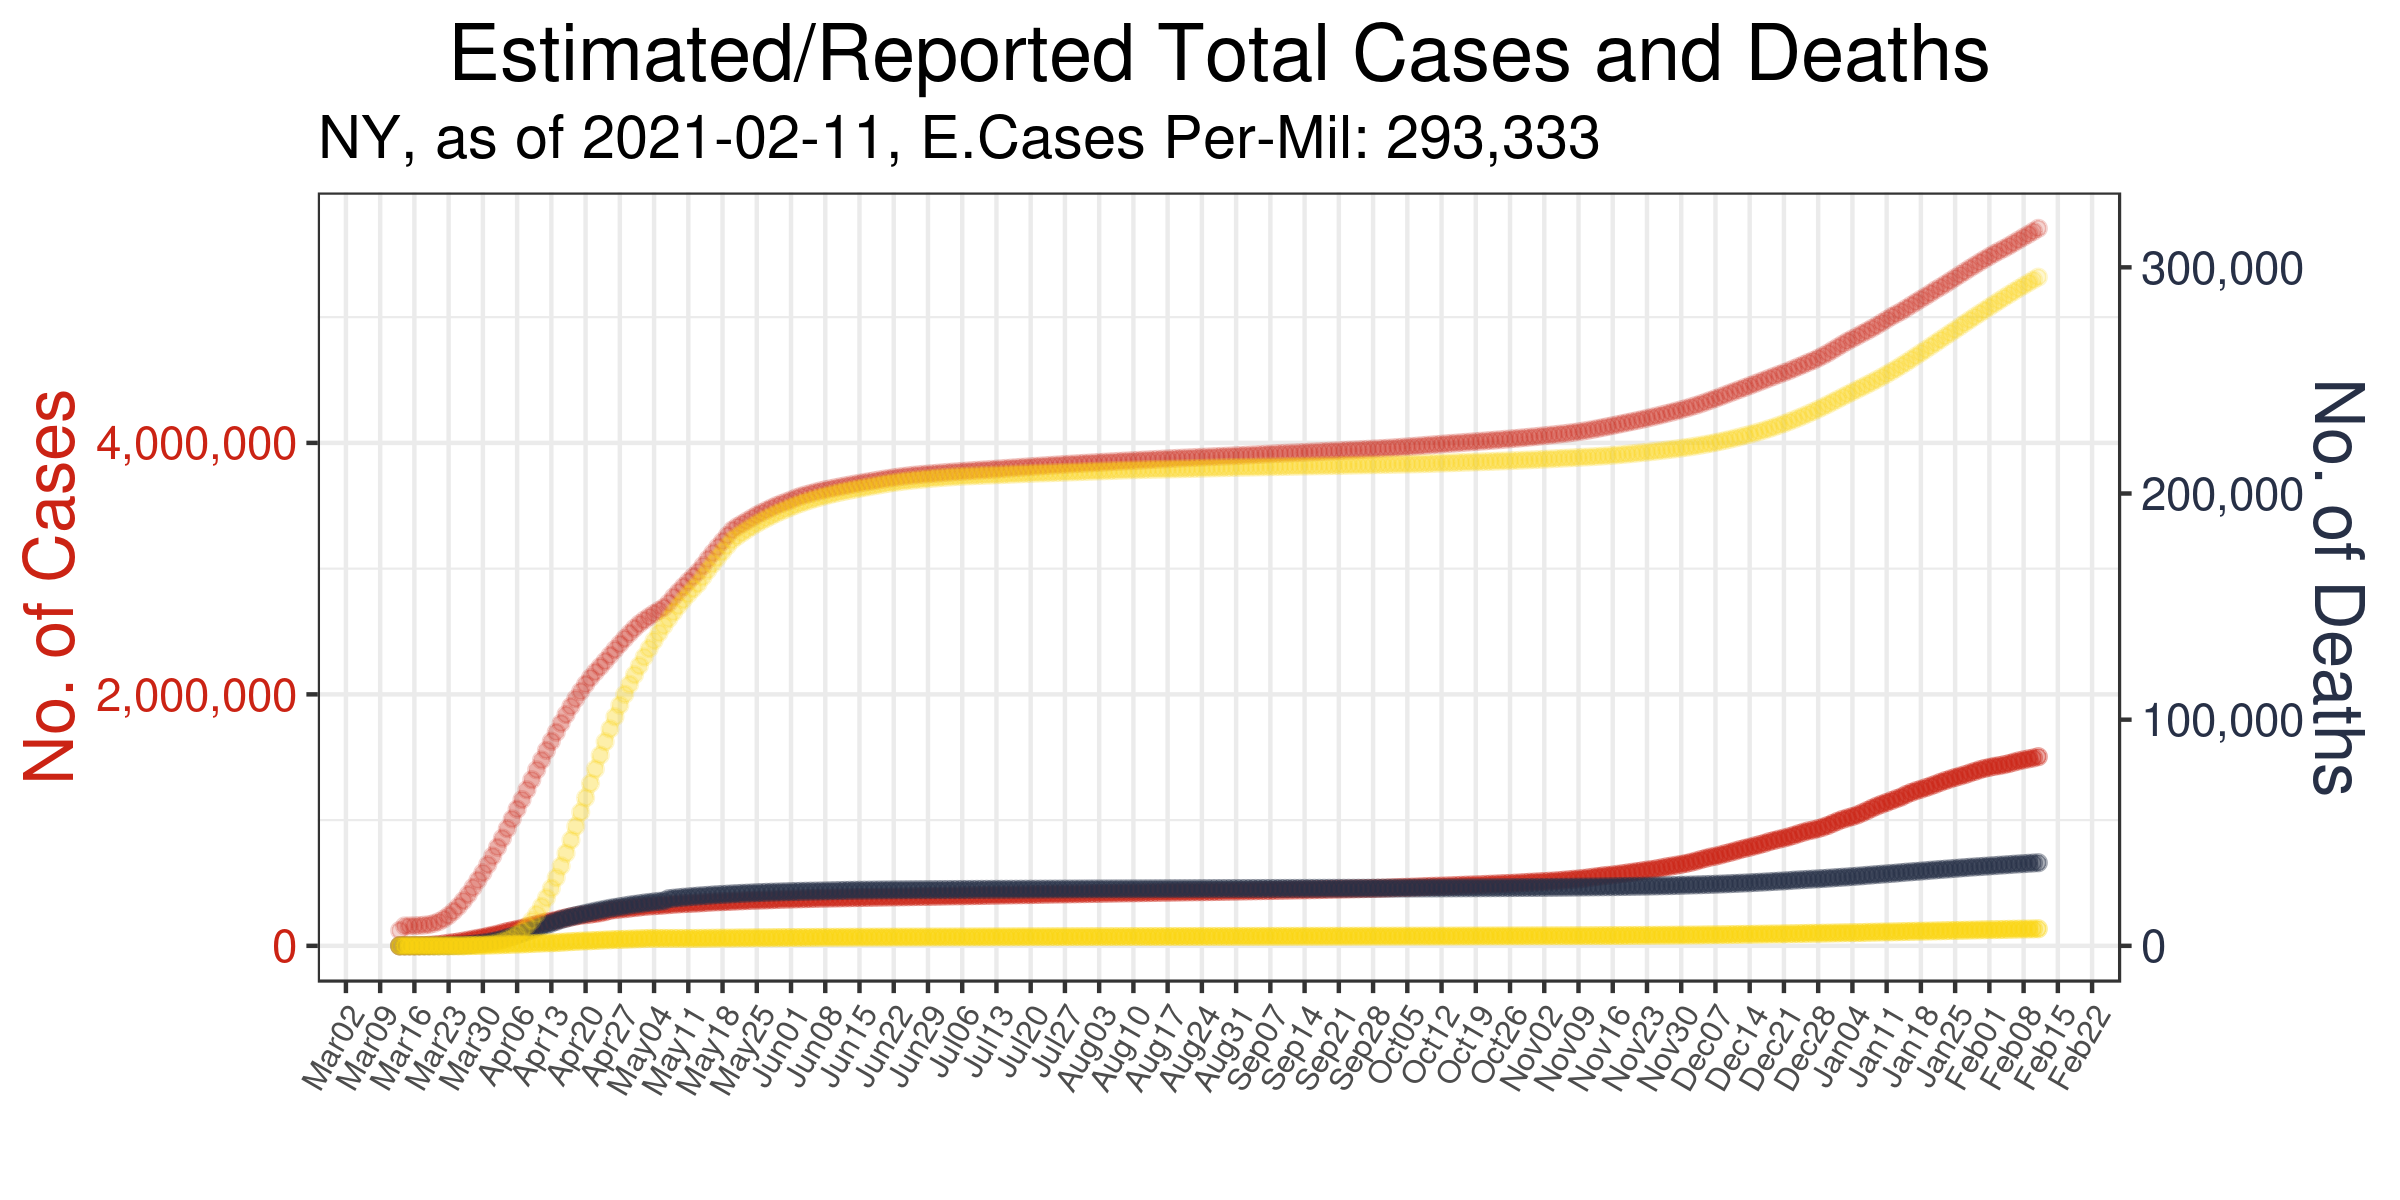 Estimated/Reported Total Cases and Deaths
NY, as of 2021-02-11, E.Cases Per-Mil: 293,333
No. of Cases
4,000,000
2,000,000
0
300,000
200,000
100,000
0
No. of Deaths
Mar02
Mar09
Mar16
Mar23
Mar30
Apr06
Apr13
Apr20
Apr27
May04
May11
May18
May25
Jun01
Jun08
Jun15
Jun22
Jun29
Jul06
Jul13
Jul20
Jul27
Aug03
Aug10
Aug17
Aug24
Aug31
Sep07
Sep14
Sep21
Sep28
Oct05
Oct12
Oct19
Oct26
Nov02
Nov09
Nov16
Nov23
Nov30
Dec07
Dec14
Dec21
Dec28
Jan04
Jan11
Jan18
Jan25
Feb01
Feb08
Feb15
Feb22